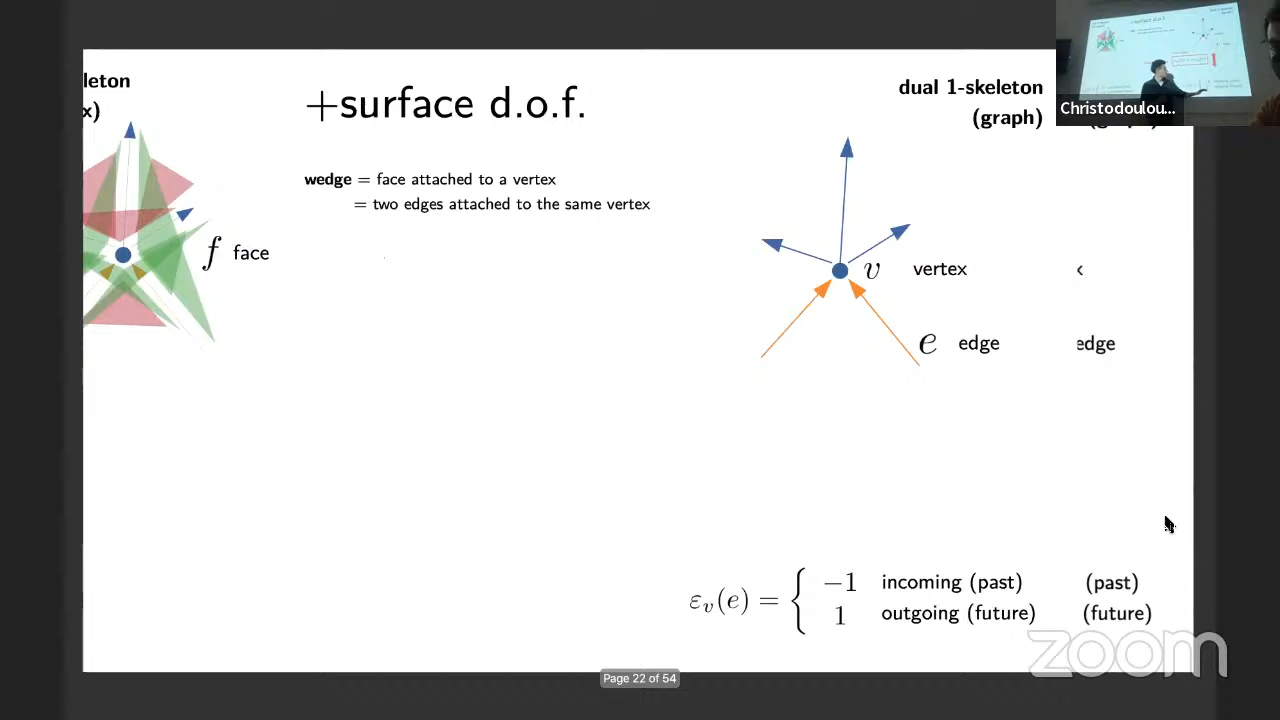 leton
x)
+surface d.o.f.
dual 1-skeleton
(graph)
Christodoulou...
wedge = face attached to a vertex
= two edges attached to the same vertex
f face
v vertex
e edge
edge
ε_v(e) = { −1 incoming (past)
1 outgoing (future)
(past)
(future)
zoom
Page 22 of 54